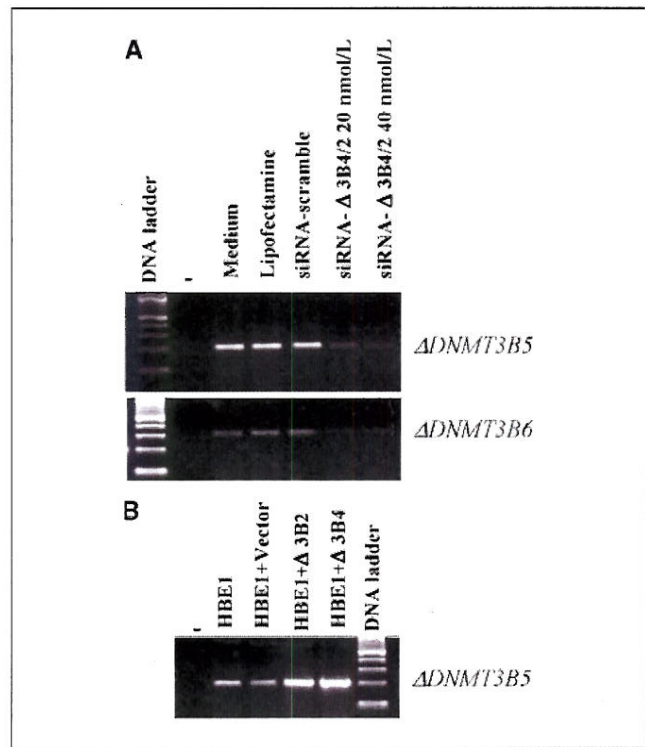 A
DNA ladder
-
Medium
Lipofectamine
siRNA-scramble
siRNA- Δ 3B4/2 20 nmol/L
siRNA- Δ 3B4/2 40 nmol/L
ΔDNMT3B5
ΔDNMT3B6
B
-
HBE1
HBE1+Vector
HBE1+Δ 3B2
HBE1+Δ 3B4
DNA ladder
ΔDNMT3B5